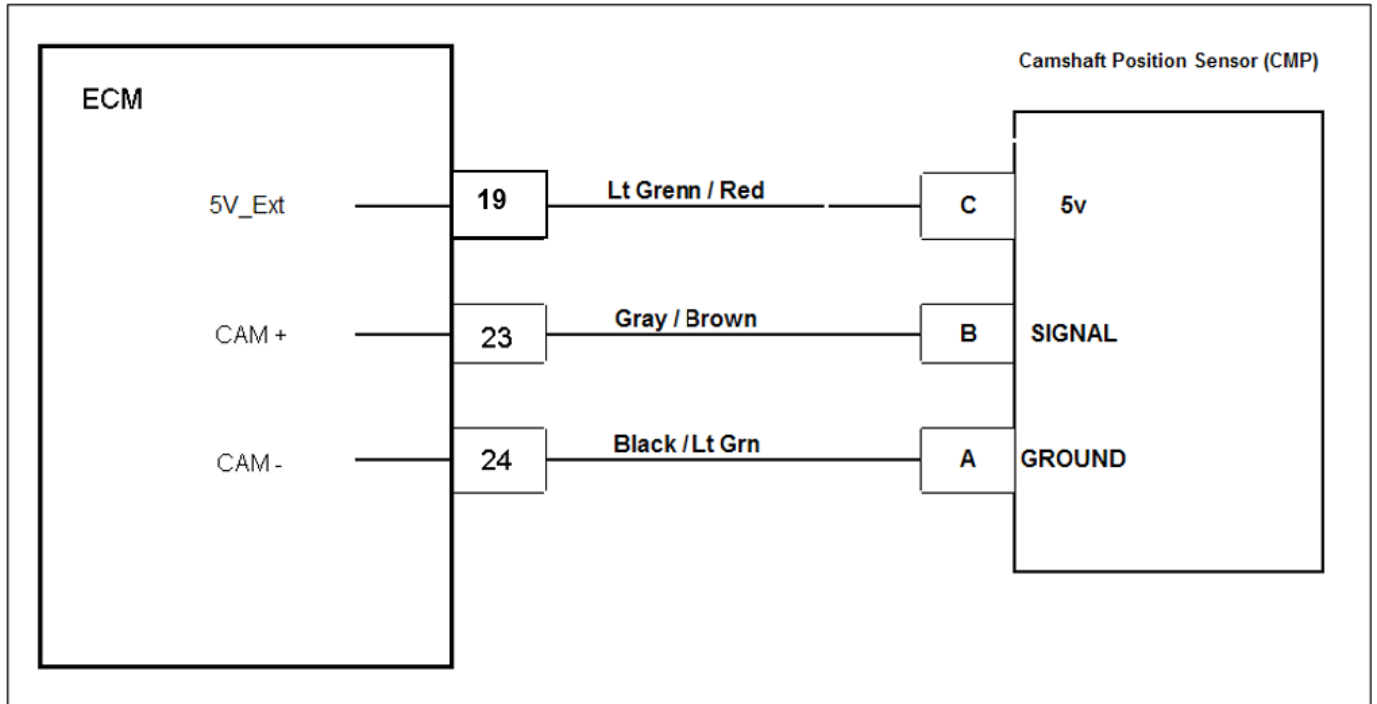 Camshaft Position Sensor (CMP)
ECM
5V_Ext
19
Lt Grenn / Red
C
5v
CAM +
23
Gray / Brown
B
SIGNAL
CAM -
24
Black / Lt Grn
A
GROUND